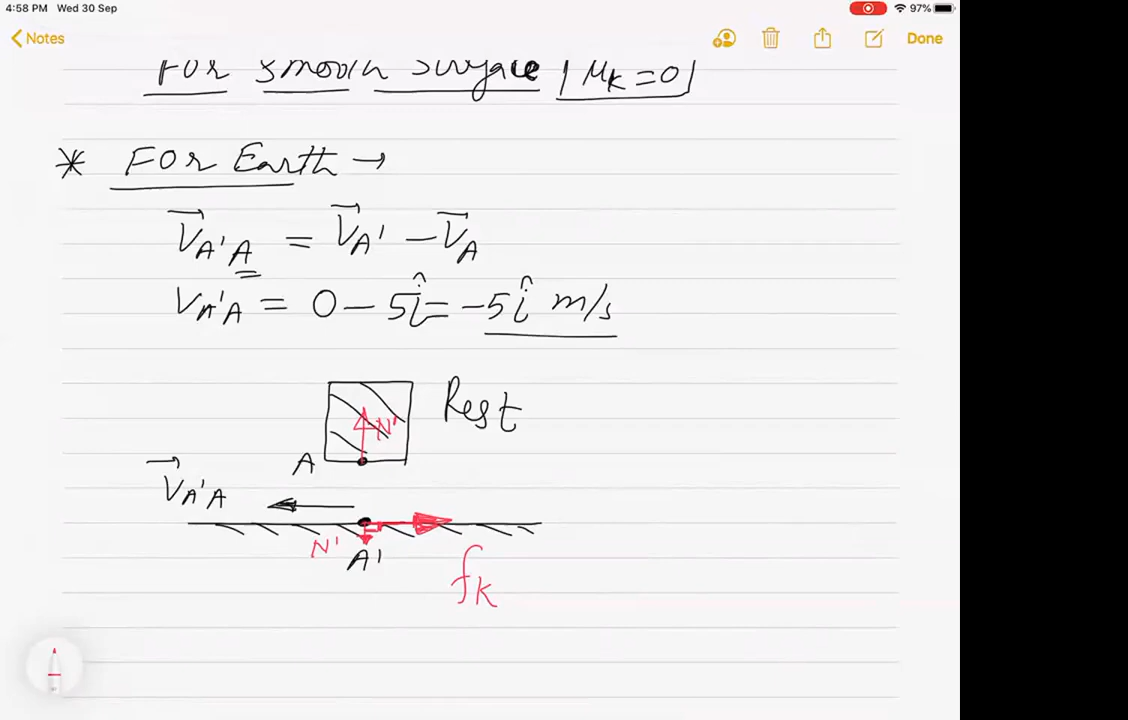 4:58 PM Wed 30 Sep
97%
Notes
Done
For smooth surface | μk = 0 |
* For Earth →
V⃗A'A = V⃗A' - V⃗A
VA'A = 0 - 5î = -5î m/s
Rest
N'
A
V⃗A'A
N'
A'
fK